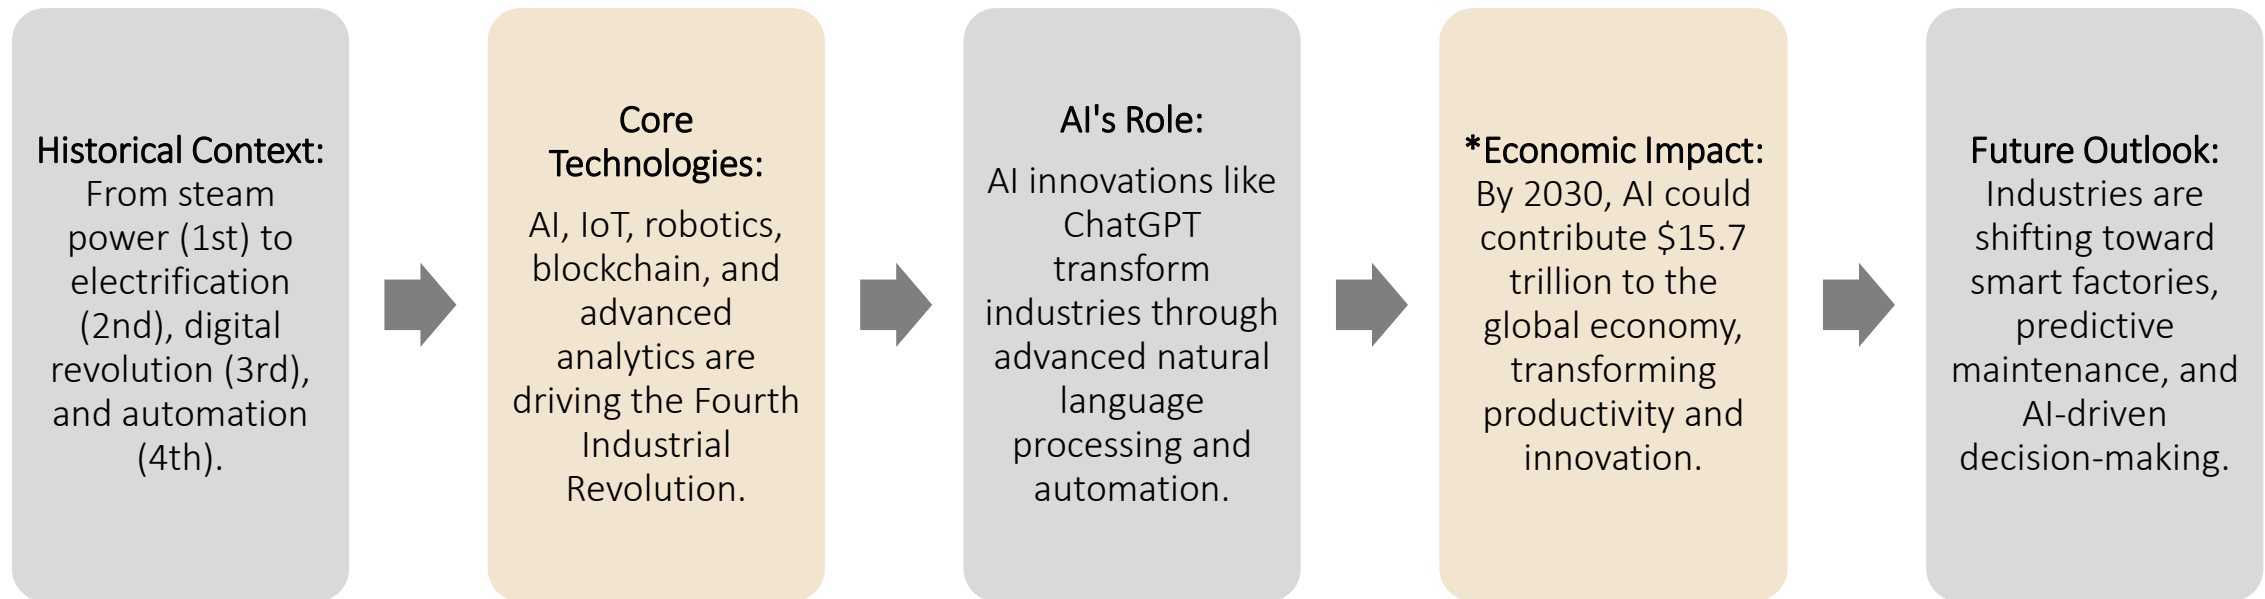 Historical Context:
From steam
power (1st) to
electrification
(2nd), digital
revolution (3rd),
and automation
(4th).
Core
Technologies:
AI, IoT, robotics,
blockchain, and
advanced
analytics are
driving the Fourth
Industrial
Revolution.
AI's Role:
AI innovations like
ChatGPT
transform
industries through
advanced natural
language
processing and
automation.
*Economic Impact:
By 2030, AI could
contribute $15.7
trillion to the
global economy,
transforming
productivity and
innovation.
Future Outlook:
Industries are
shifting toward
smart factories,
predictive
maintenance, and
AI-driven
decision-making.